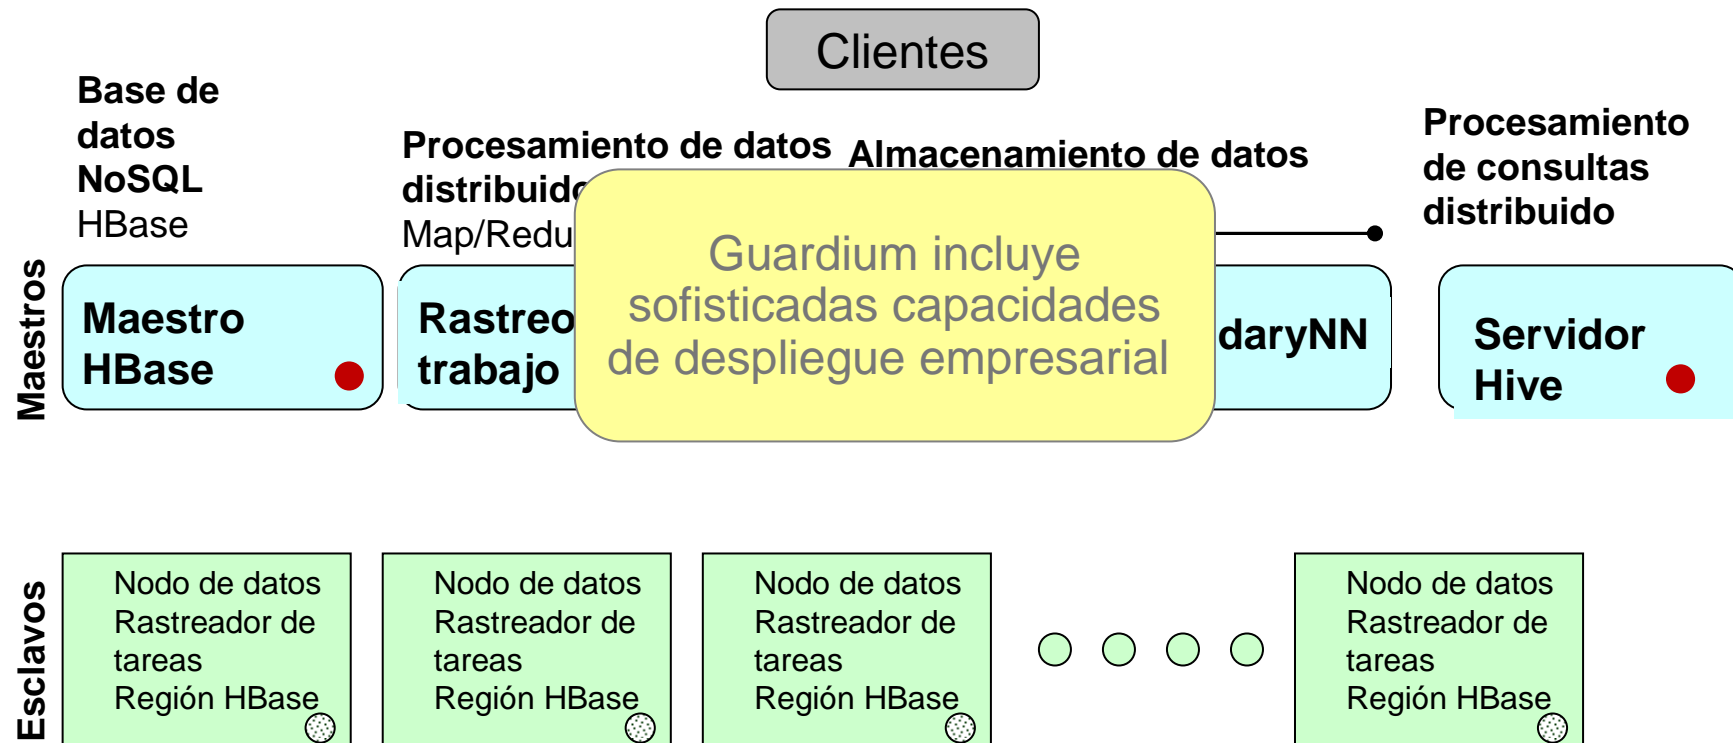 Clientes
Base de
datos
NoSQL
HBase
Procesamiento de datos
distribuido
Map/Redu
Almacenamiento de datos
Procesamiento
de consultas
distribuido
Guardium incluye
sofisticadas capacidades
de despliegue empresarial
Maestros
Maestro
HBase
Rastreo
trabajo
daryNN
Servidor
Hive
Esclavos
Nodo de datos
Rastreador de
tareas
Región HBase
Nodo de datos
Rastreador de
tareas
Región HBase
Nodo de datos
Rastreador de
tareas
Región HBase
Nodo de datos
Rastreador de
tareas
Región HBase